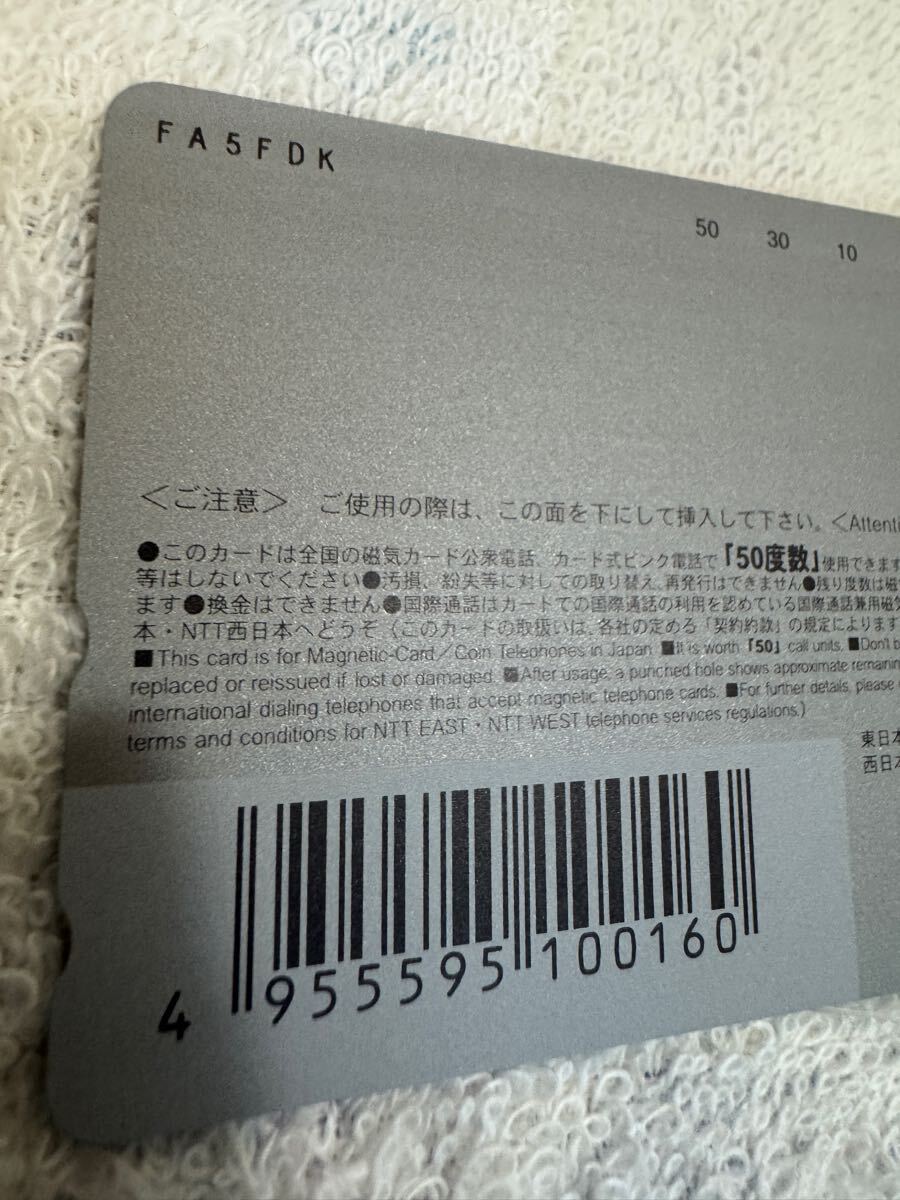 FA5FDK
50 30 10
＜ご注意＞ ご使用の際は、この面を下にして挿入して下さい。＜Attenti
●このカードは全国の磁気カード公衆電話、カード式ピンク電話で「50度数」使用できます
等はしないでください●汚損、紛失等に対しての取り替え、再発行はできません●残り度数は磁
ます●換金はできません●国際通話はカードでの国際通話の利用を認めている国際通話兼用磁気
本・NTT西日本へどうぞ（このカードの取扱いは、各社の定める「契約約款」の規定によります
■This card is for Magnetic-Card／Coin Telephones in Japan. ■It is worth「50」call units. ■Don't b
replaced or reissued if lost or damaged. ■After usage, a punched hole shows approximate remainin
international dialing telephones that accept magnetic telephone cards. ■For further details, please
terms and conditions for NTT EAST・NTT WEST telephone services regulations.)
東日本
西日本
4 955595 100160